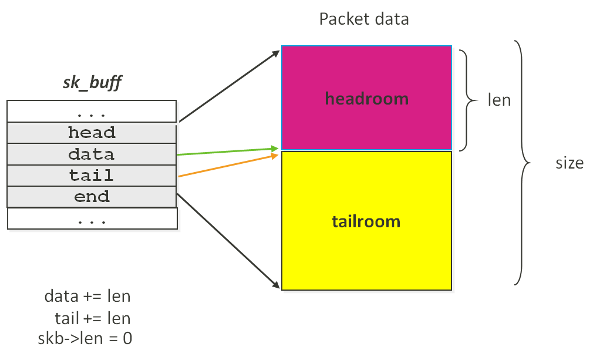 Packet data
sk_buff
...
head
data
tail
end
...
headroom
tailroom
len
size
data += len
tail += len
skb->len = 0